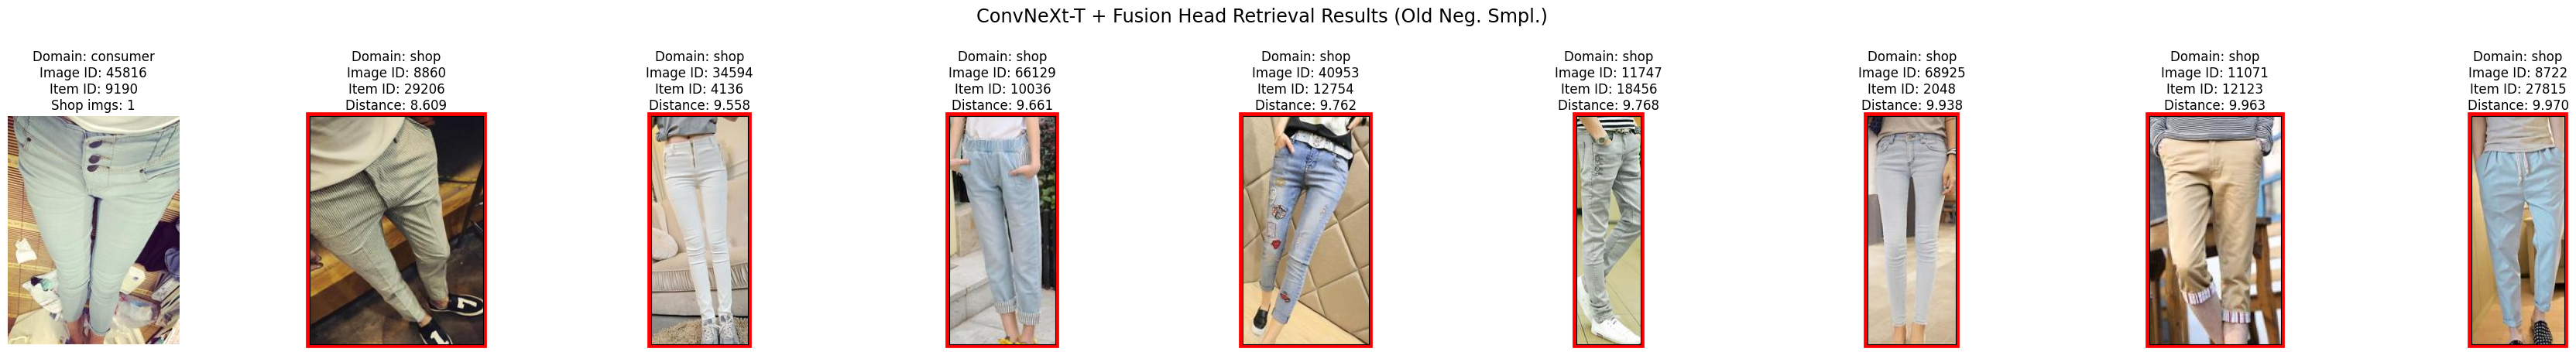 ConvNeXt-T + Fusion Head Retrieval Results (Old Neg. Smpl.)
Domain: consumer
Image ID: 45816
Item ID: 9190
Shop imgs: 1
Domain: shop
Image ID: 8860
Item ID: 29206
Distance: 8.609
Domain: shop
Image ID: 34594
Item ID: 4136
Distance: 9.558
Domain: shop
Image ID: 66129
Item ID: 10036
Distance: 9.661
Domain: shop
Image ID: 40953
Item ID: 12754
Distance: 9.762
Domain: shop
Image ID: 11747
Item ID: 18456
Distance: 9.768
Domain: shop
Image ID: 68925
Item ID: 2048
Distance: 9.938
Domain: shop
Image ID: 11071
Item ID: 12123
Distance: 9.963
Domain: shop
Image ID: 8722
Item ID: 27815
Distance: 9.970